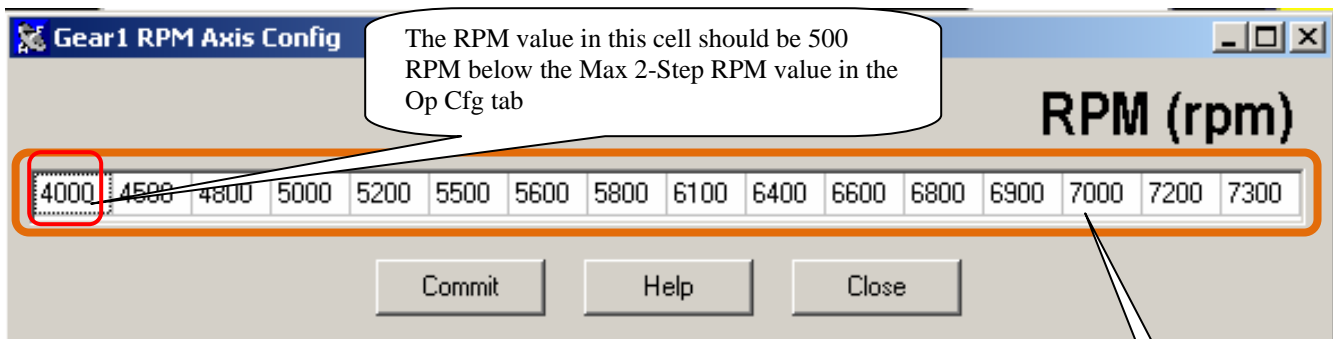 Gear1 RPM Axis Config
The RPM value in this cell should be 500
RPM below the Max 2-Step RPM value in the
Op Cfg tab
RPM (rpm)
4000 4500 4800 5000 5200 5500 5600 5800 6100 6400 6600 6800 6900 7000 7200 7300
Commit Help Close